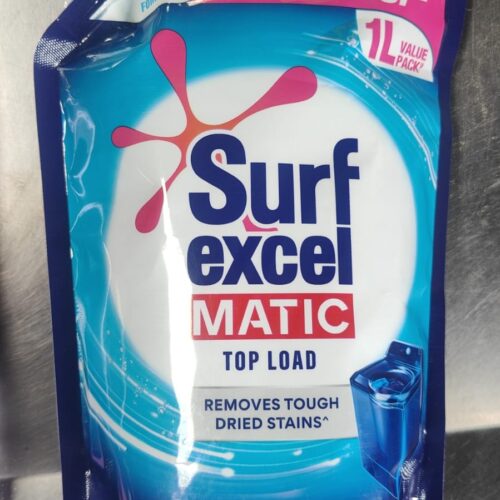 1L VALUE
PACK
Surf
excel
MATIC
TOP LOAD
REMOVES TOUGH
DRIED STAINS^